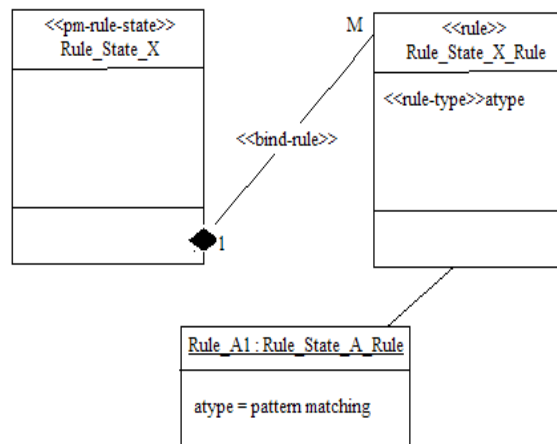 <<pm-rule-state>>
Rule_State_X
M
<<rule>>
Rule_State_X_Rule
<<rule-type>>atype
<<bind-rule>>
1
Rule_A1 : Rule_State_A_Rule
atype = pattern matching